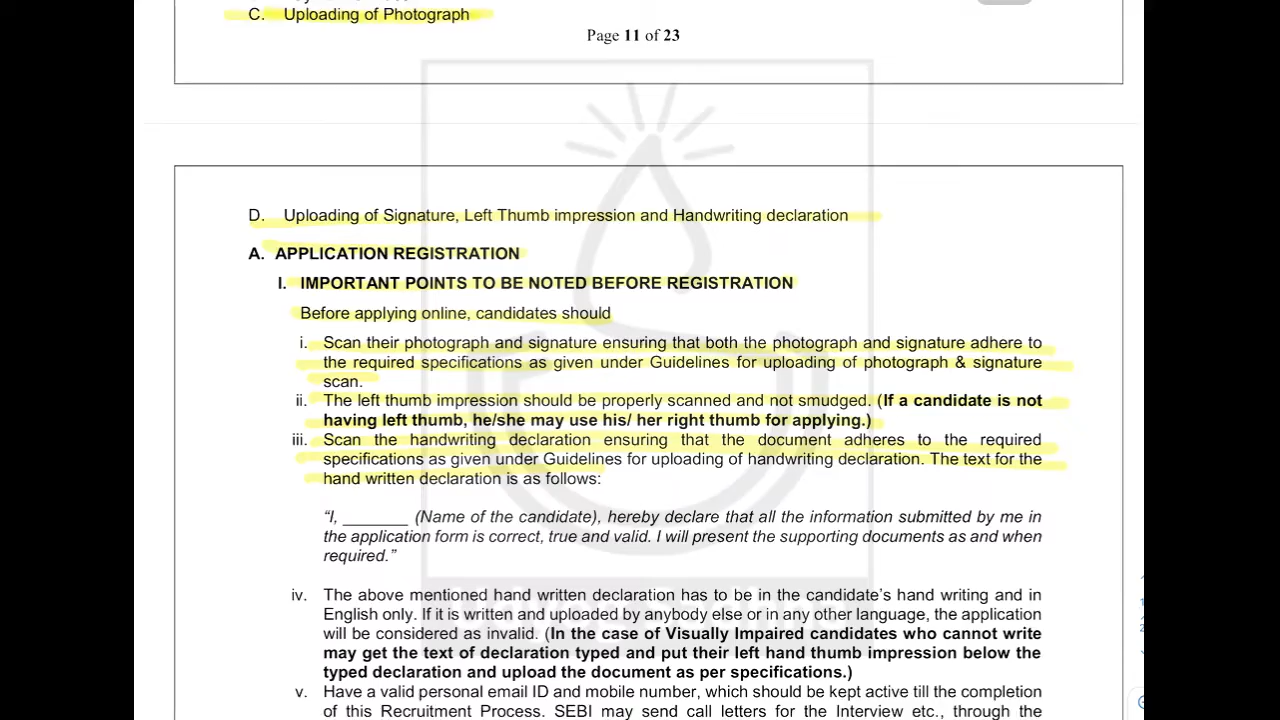 C. Uploading of Photograph
Page 11 of 23
D. Uploading of Signature, Left Thumb impression and Handwriting declaration
A. APPLICATION REGISTRATION
I. IMPORTANT POINTS TO BE NOTED BEFORE REGISTRATION
Before applying online, candidates should
i. Scan their photograph and signature ensuring that both the photograph and signature adhere to
the required specifications as given under Guidelines for uploading of photograph & signature
scan.
ii. The left thumb impression should be properly scanned and not smudged. (If a candidate is not
having left thumb, he/she may use his/ her right thumb for applying.)
iii. Scan the handwriting declaration ensuring that the document adheres to the required
specifications as given under Guidelines for uploading of handwriting declaration. The text for the
hand written declaration is as follows:
“I, _______ (Name of the candidate), hereby declare that all the information submitted by me in
the application form is correct, true and valid. I will present the supporting documents as and when
required.”
iv. The above mentioned hand written declaration has to be in the candidate’s hand writing and in
English only. If it is written and uploaded by anybody else or in any other language, the application
will be considered as invalid. (In the case of Visually Impaired candidates who cannot write
may get the text of declaration typed and put their left hand thumb impression below the
typed declaration and upload the document as per specifications.)
v. Have a valid personal email ID and mobile number, which should be kept active till the completion
of this Recruitment Process. SEBI may send call letters for the Interview etc., through the